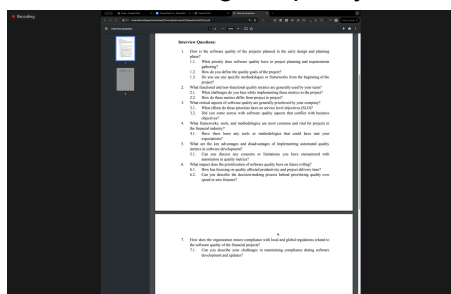 Recording
Interview questions
Interview Questions:
1. How is the software quality of the projects planned in the early design and planning
phase?
1.1. What priority does software quality have in project planning and requirements
gathering?
1.2. How do you define the quality goals of the project?
1.3. Do you use any specific methodologies or frameworks from the beginning of the
project?
2. What functional and non-functional quality metrics are generally used by your team?
2.1. What challenges do you face while implementing these metrics in the project?
2.2. How do these metrics differ from project to project?
3. What critical aspects of software quality are generally prioritized by your company?
3.1. What effects do these priorities have on service level objectives (SLOs)?
3.2. Did you come across with software quality aspects that conflict with business
objectives?
4. What frameworks, tools, and methodologies are most common and vital for projects in
the financial industry?
4.1. Have there been any tools or methodologies that could have met your
expectations?
5. What are the key advantages and disadvantages of implementing automated quality
metrics in software development?
5.1. Can you discuss any concerns or limitations you have encountered with
automation in quality metrics?
6. What impact does the prioritization of software quality have on future rolling?
6.1. How has focusing on quality affected productivity and project delivery time?
6.2. Can you describe the decision-making process behind prioritizing quality over
speed or new features?
7. How does the organization ensure compliance with local and global regulations related to
the software quality of the financial projects?
7.1. Can you describe your challenges in maintaining compliance during software
development and updates?